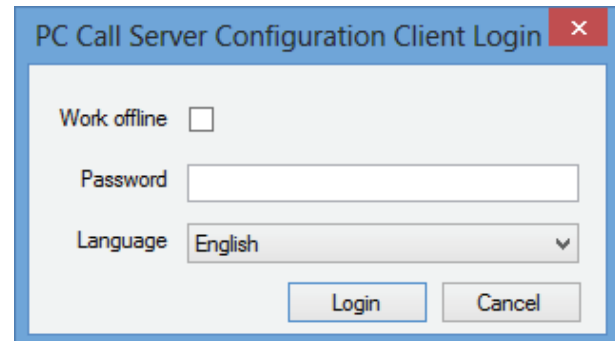 PC Call Server Configuration Client Login
Work offline
Password
Language English
Login Cancel